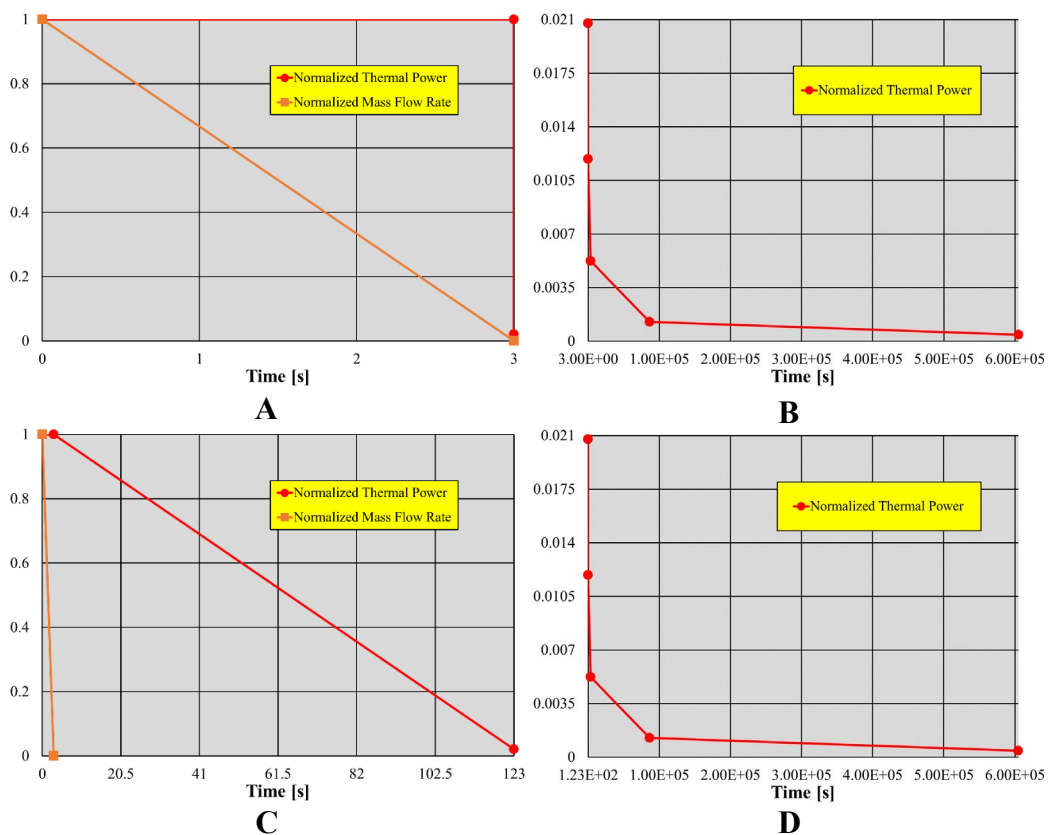 1
0.8
0.6
0.4
0.2
0
Normalized Thermal Power
Normalized Mass Flow Rate
0 1 2 3
Time [s]
A
0.021
0.0175
0.014
0.0105
0.007
0.0035
0
Normalized Thermal Power
3.00E+00 1.00E+05 2.00E+05 3.00E+05 4.00E+05 5.00E+05 6.00E+05
Time [s]
B
1
0.8
0.6
0.4
0.2
0
Normalized Thermal Power
Normalized Mass Flow Rate
0 20.5 41 61.5 82 102.5 123
Time [s]
C
0.021
0.0175
0.014
0.0105
0.007
0.0035
0
Normalized Thermal Power
1.23E+02 1.00E+05 2.00E+05 3.00E+05 4.00E+05 5.00E+05 6.00E+05
Time [s]
D